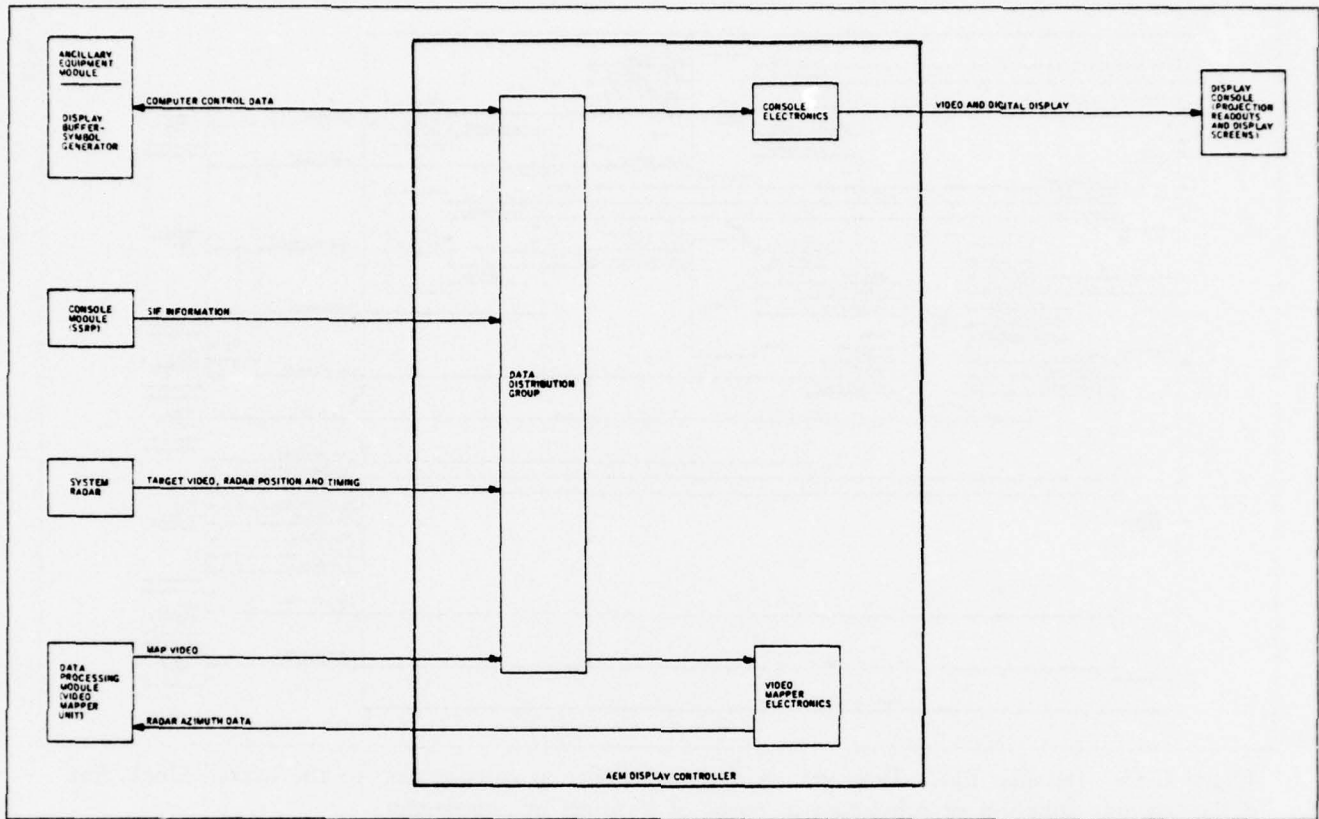 ANCILLARY
EQUIPMENT
MODULE
DISPLAY
BUFFER-
SYMBOL
GENERATOR
COMPUTER CONTROL DATA
CONSOLE
ELECTRONICS
VIDEO AND DIGITAL DISPLAY
DISPLAY
CONSOLE
(PROJECTION
READOUTS
AND DISPLAY
SCREENS)
CONSOLE
MODULE
(SSRP)
SIF INFORMATION
DATA
DISTRIBUTION
GROUP
SYSTEM
RADAR
TARGET VIDEO, RADAR POSITION AND TIMING
DATA
PROCESSING
MODULE
(VIDEO
MAPPER
UNIT)
MAP VIDEO
RADAR AZIMUTH DATA
VIDEO
MAPPER
ELECTRONICS
AEM DISPLAY CONTROLLER